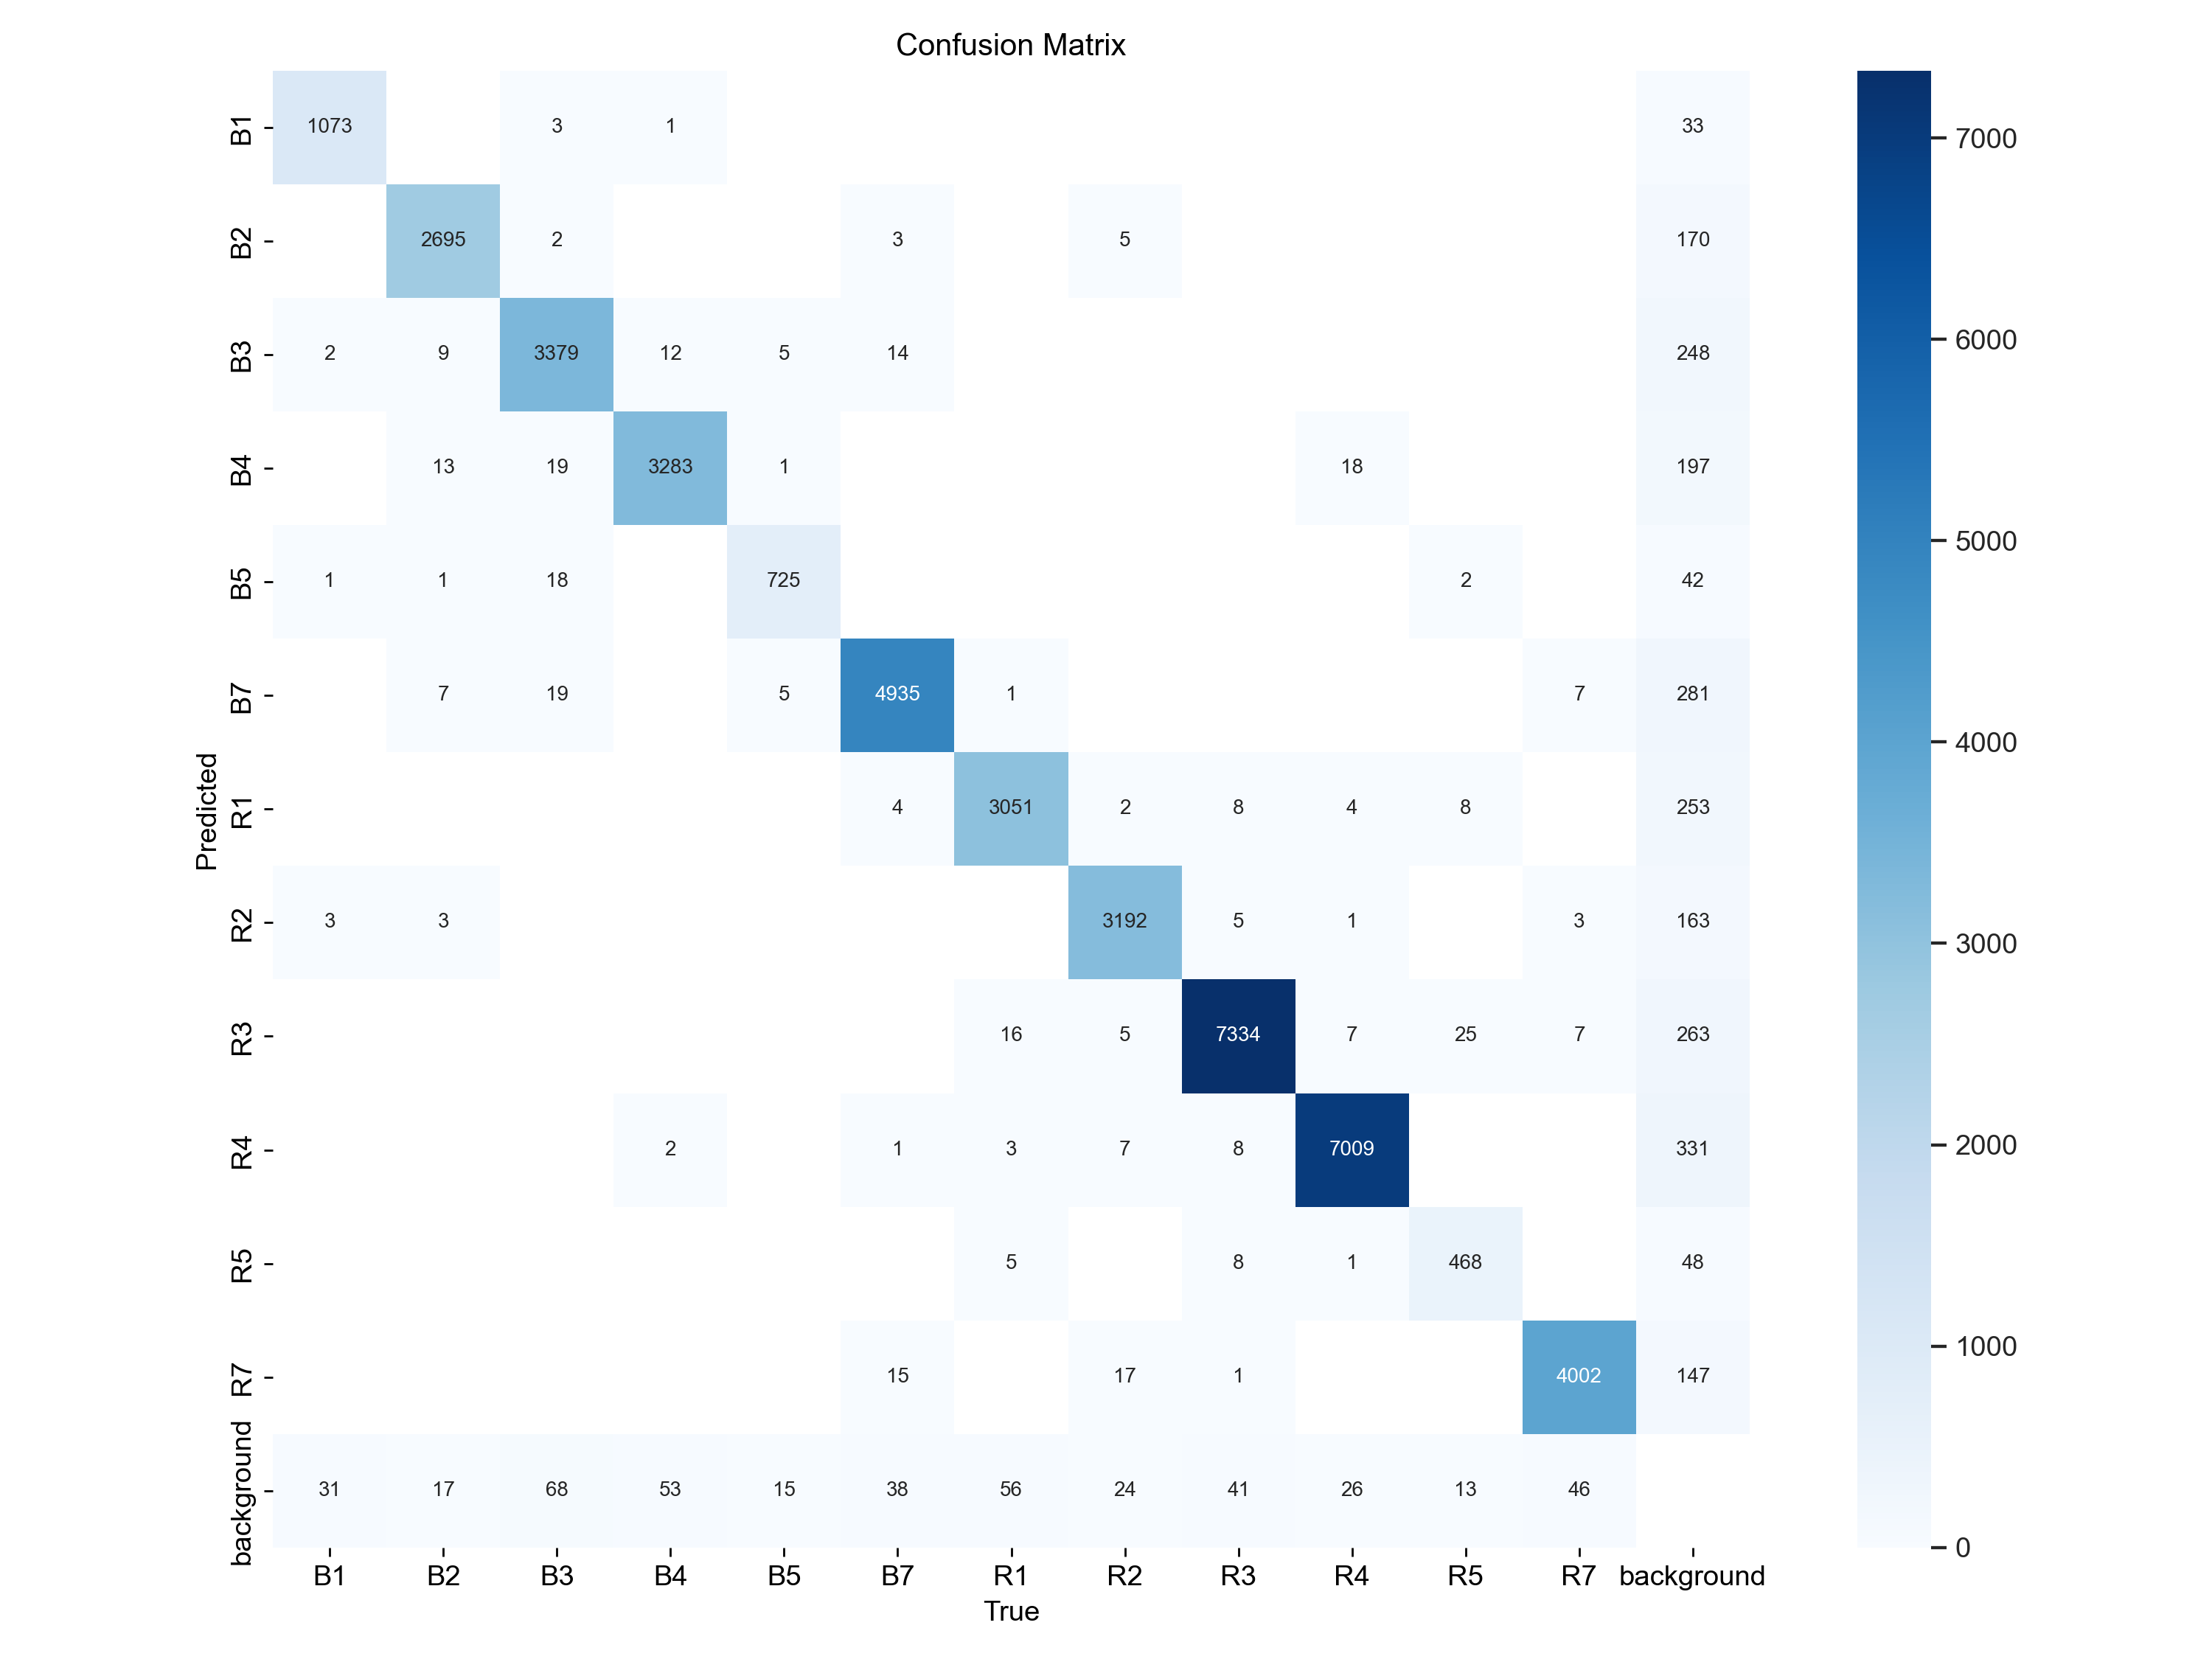 Confusion Matrix
B1 1073 3 1 33
B2 2695 2 3 5 170
B3 2 9 3379 12 5 14 248
B4 13 19 3283 1 18 197
B5 1 1 18 725 2 42
B7 7 19 5 4935 1 7 281
R1 4 3051 2 8 4 8 253
R2 3 3 3192 5 1 3 163
R3 16 5 7334 7 25 7 263
R4 2 1 3 7 8 7009 331
R5 5 8 1 468 48
R7 15 17 1 4002 147
background 31 17 68 53 15 38 56 24 41 26 13 46
B1 B2 B3 B4 B5 B7 R1 R2 R3 R4 R5 R7 background
True
Predicted
7000
6000
5000
4000
3000
2000
1000
0